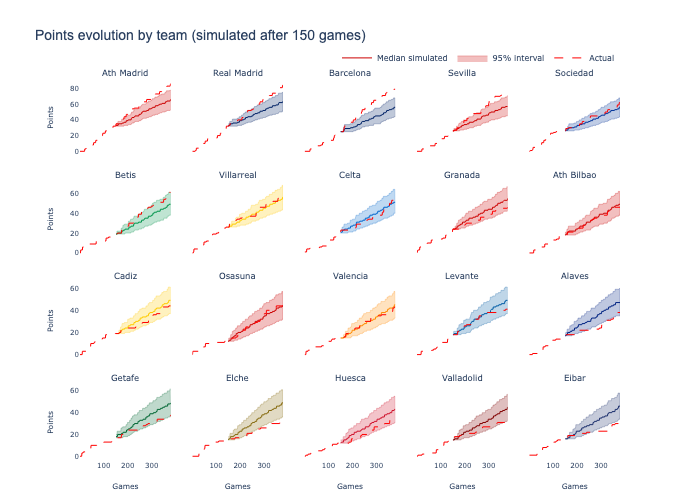 Points evolution by team (simulated after 150 games)
Median simulated 95% interval Actual
Ath Madrid Real Madrid Barcelona Sevilla Sociedad
80
60
40
20
0
Points
Betis Villarreal Celta Granada Ath Bilbao
60
40
20
0
Points
Cadiz Osasuna Valencia Levante Alaves
60
40
20
0
Points
Getafe Elche Huesca Valladolid Eibar
60
40
20
0
Points
100 200 300 100 200 300 100 200 300 100 200 300 100 200 300
Games Games Games Games Games